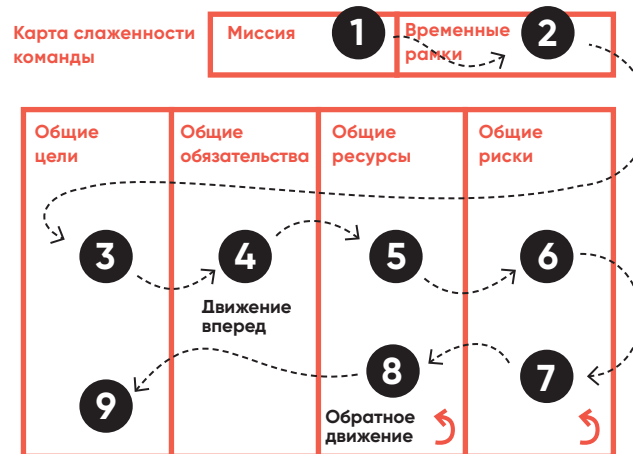 Карта слаженности
команды
Миссия
1
Временные
рамки
2
Общие
цели
Общие
обязательства
Общие
ресурсы
Общие
риски
3
4
5
6
Движение
вперед
9
8
7
Обратное
движение